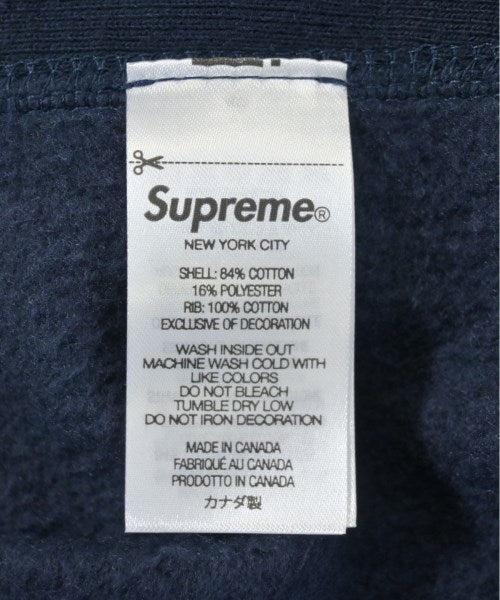 Supreme®
NEW YORK CITY
SHELL: 84% COTTON
16% POLYESTER
RIB: 100% COTTON
EXCLUSIVE OF DECORATION
WASH INSIDE OUT
MACHINE WASH COLD WITH
LIKE COLORS
DO NOT BLEACH
TUMBLE DRY LOW
DO NOT IRON DECORATION
MADE IN CANADA
FABRIQUÉ AU CANADA
PRODOTTO IN CANADA
カナダ製